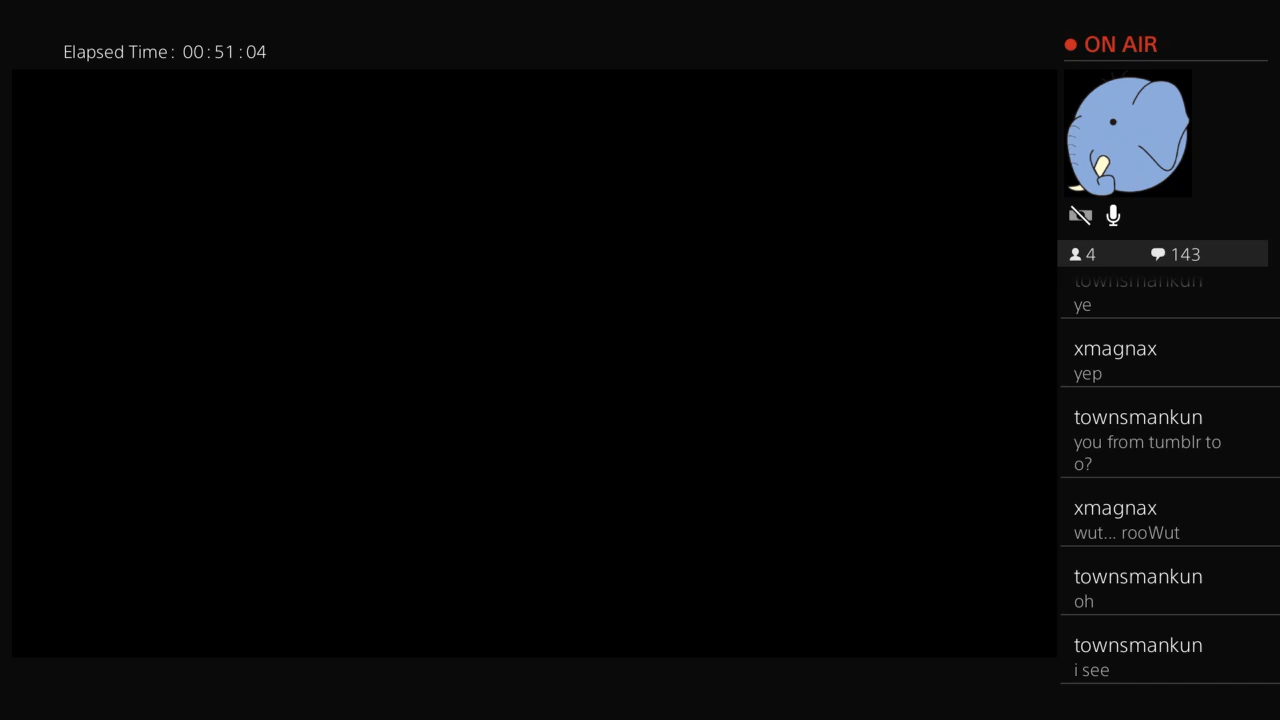 Elapsed Time: 00:51:04
ON AIR
4 143
townsmankun
ye
xmagnax
yep
townsmankun
you from tumblr to
o?
xmagnax
wut... rooWut
townsmankun
oh
townsmankun
i see